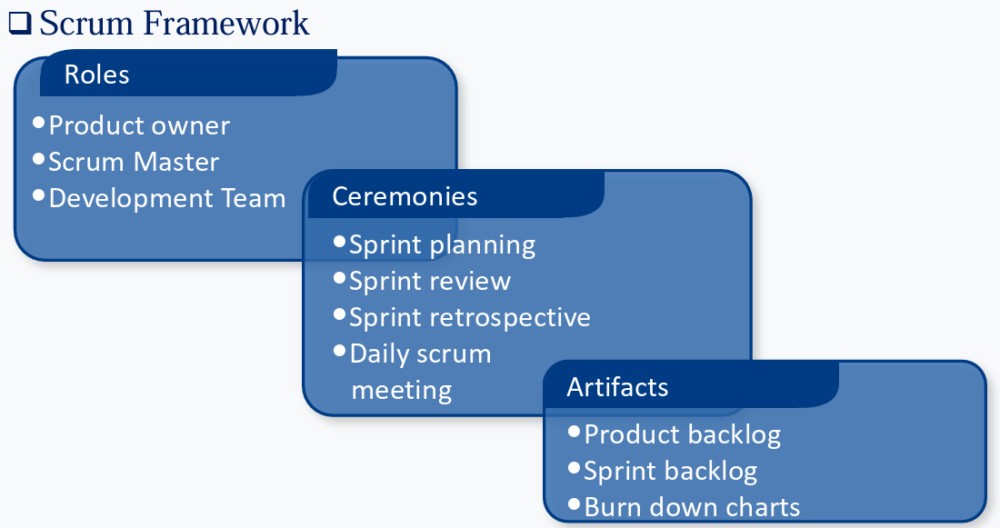 ❑ Scrum Framework
Roles
•Product owner
•Scrum Master
•Development Team
Ceremonies
•Sprint planning
•Sprint review
•Sprint retrospective
•Daily scrum
meeting
Artifacts
•Product backlog
•Sprint backlog
•Burn down charts